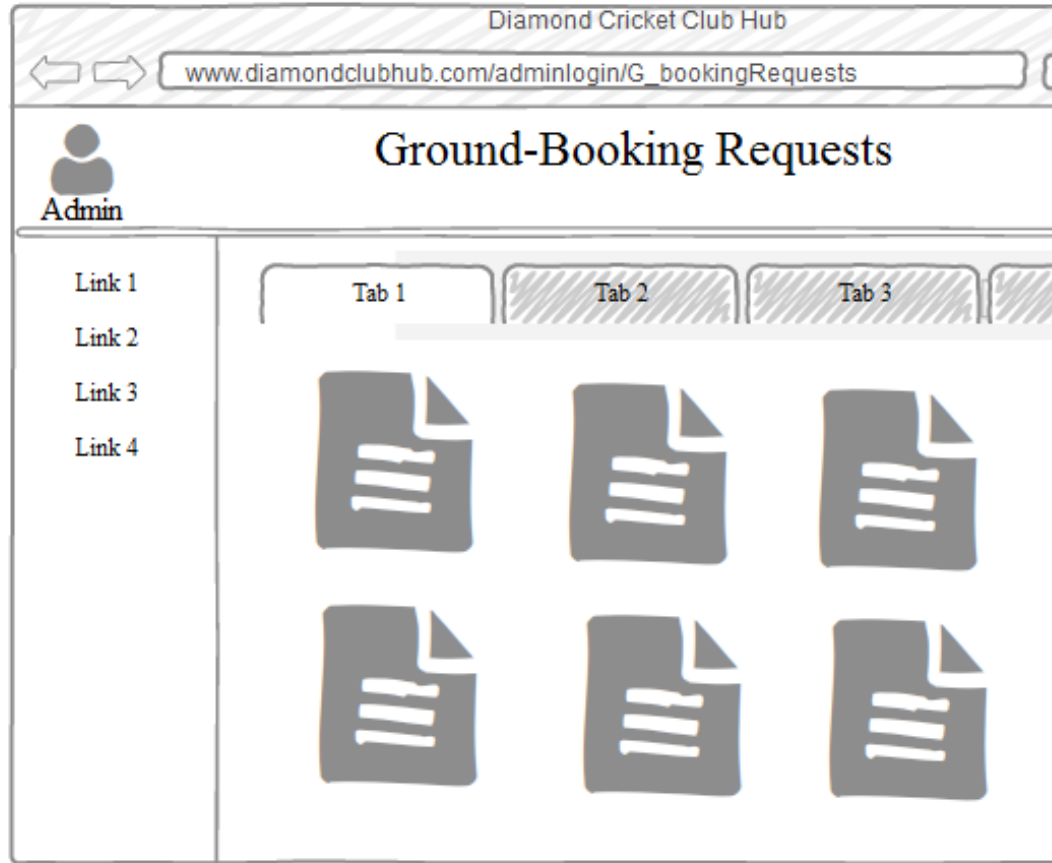 Diamond Cricket Club Hub
www.diamondclubhub.com/adminlogin/G_bookingRequests
Ground-Booking Requests
Admin
Link 1
Link 2
Link 3
Link 4
Tab 1
Tab 2
Tab 3